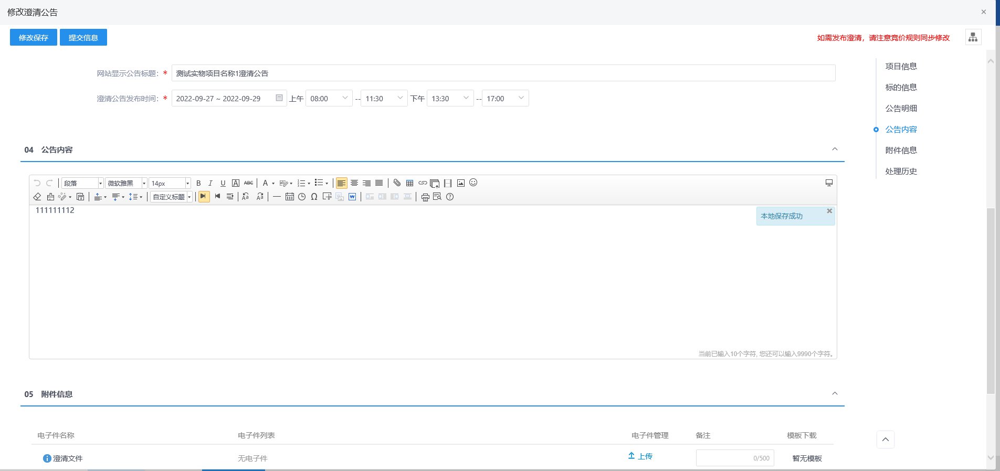 修改澄清公告
修改保存 提交信息 如需发布澄清，请注意竞价规则同步修改
网站显示公告标题： * 测试实物项目名称1澄清公告
澄清公告发布时间： * 2022-09-27 ~ 2022-09-29 上午 08:00 -- 11:30 下午 13:30 -- 17:00
项目信息
标的信息
公告明细
公告内容
附件信息
处理历史
04 公告内容
段落 微软雅黑 14px B I U A ABC A
自定义标题
111111112
本地保存成功
当前已输入10个字符, 您还可以输入9990个字符。
05 附件信息
电子件名称 电子件列表 电子件管理 备注 模板下载
澄清文件 无电子件 上传 0/500 暂无模板